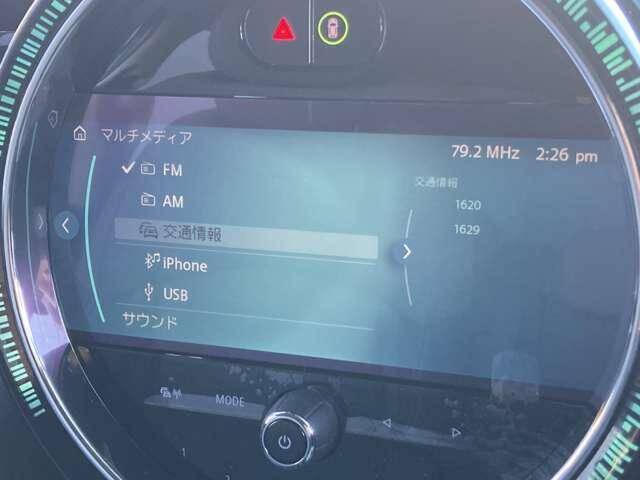 マルチメディア
79.2 MHz 2:26 pm
FM
AM
交通情報
iPhone
USB
サウンド
交通情報
1620
1629
MODE
1